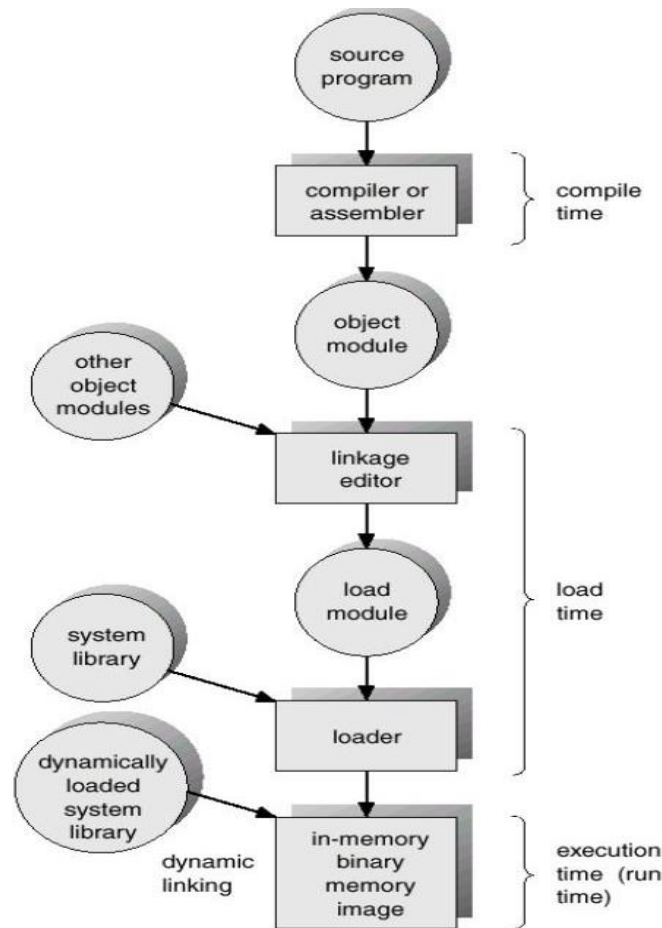 source
program
compiler or
assembler
compile
time
object
module
other
object
modules
linkage
editor
load
module
load
time
system
library
loader
dynamically
loaded
system
library
dynamic
linking
in-memory
binary
memory
image
execution
time (run
time)